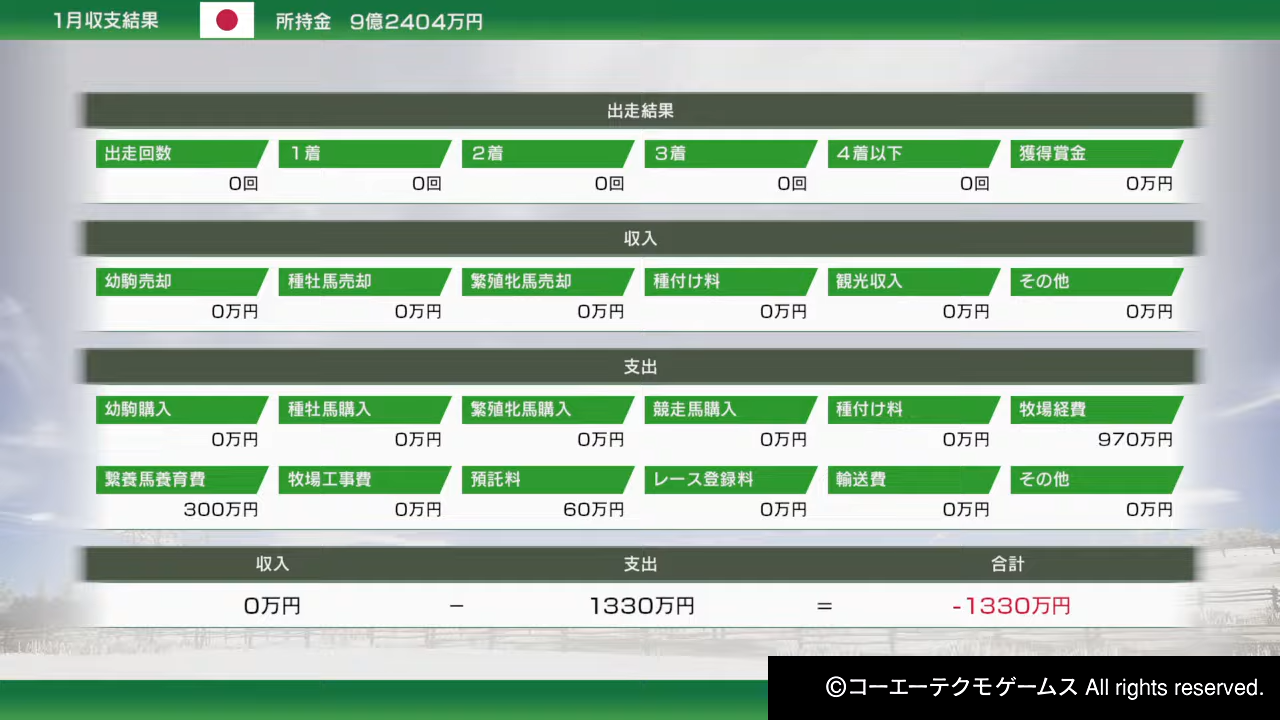 1月収支結果 所持金 9億2404万円
出走結果
出走回数 1着 2着 3着 4着以下 獲得賞金
0回 0回 0回 0回 0回 0万円
収入
幼駒売却 種牡馬売却 繁殖牝馬売却 種付け料 観光収入 その他
0万円 0万円 0万円 0万円 0万円 0万円
支出
幼駒購入 種牡馬購入 繁殖牝馬購入 競走馬購入 種付け料 牧場経費
0万円 0万円 0万円 0万円 0万円 970万円
繋養馬養育費 牧場工事費 預託料 レース登録料 輸送費 その他
300万円 0万円 60万円 0万円 0万円 0万円
収入 支出 合計
0万円 － 1330万円 ＝ -1330万円
©コーエーテクモゲームス All rights reserved.